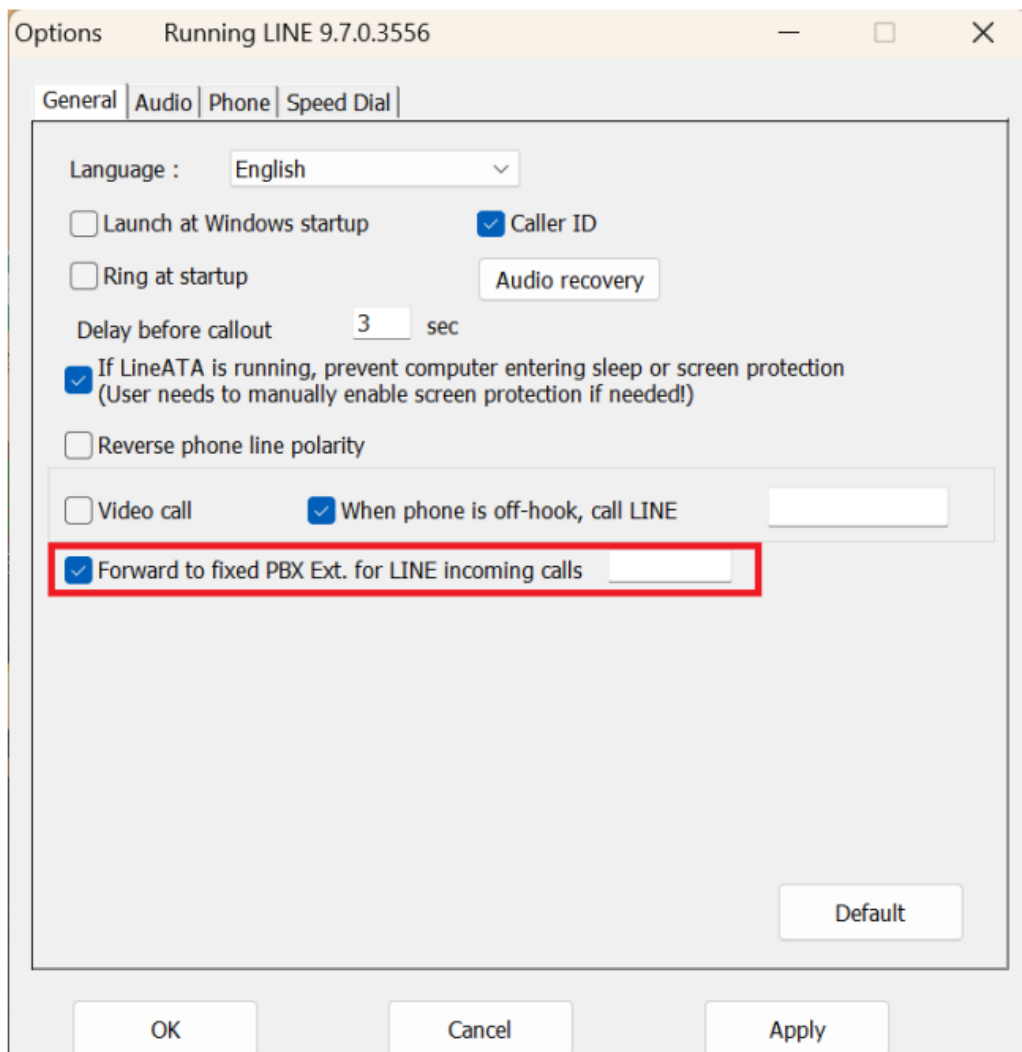 Options Running LINE 9.7.0.3556
General Audio Phone Speed Dial
Language : English
Launch at Windows startup Caller ID
Ring at startup Audio recovery
Delay before callout 3 sec
If LineATA is running, prevent computer entering sleep or screen protection
(User needs to manually enable screen protection if needed!)
Reverse phone line polarity
Video call When phone is off-hook, call LINE
Forward to fixed PBX Ext. for LINE incoming calls
Default
OK Cancel Apply